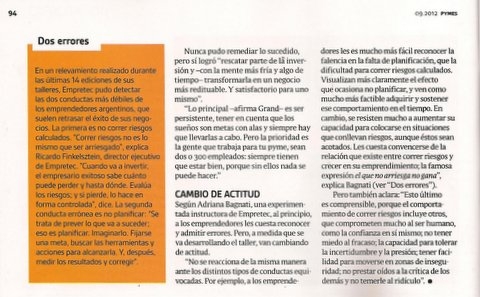 94
09.2012 PYMES
Dos errores
En un relevamiento realizado durante
las últimas 14 ediciones de sus
talleres, Empretec pudo detectar
las dos conductas más débiles de
los emprendedores argentinos, que
suelen retrasar el éxito de sus nego-
cios. La primera es no correr riesgos
calculados. "Correr riesgos no es lo
mismo que ser arriesgado", explica
Ricardo Finkelsztein, director ejecutivo
de Empretec. "Cuando va a invertir,
el empresario exitoso sabe cuánto
puede perder y hasta dónde. Evalúa
los riesgos; y si pierde, lo hace en
forma controlada", dice. La segunda
conducta errónea es no planificar: "Se
trata de prever lo que va a suceder;
eso es planificar. Imaginarlo. Fijarse
una meta, buscar las herramientas y
acciones para alcanzarla. Y, después,
medir los resultados y corregir".
Nunca pudo remediar lo sucedido,
pero sí logró "rescatar parte de la inver-
sión y –con la mente más fría y algo de
tiempo– transformarla en un negocio
más redituable. Y satisfactorio para uno
mismo".
"Lo principal –afirma Grand– es ser
persistente, tener en cuenta que los
sueños son metas con alas y siempre hay
que llevarlas a cabo. Pero la prioridad es
la gente que trabaja para tu pyme, sean
dos o 300 empleados: siempre tienen
que estar bien, porque sin ellos nada se
puede hacer."
CAMBIO DE ACTITUD
Según Adriana Bagnati, una experimen-
tada instructora de Empretec, al principio,
a los emprendedores les cuesta reconocer
y admitir errores. Pero, a medida que se
va desarrollando el taller, van cambiando
de actitud.
"No se reacciona de la misma manera
ante los distintos tipos de conductas equi-
vocadas. Por ejemplo, a los emprende-
dores les es mucho más fácil reconocer la
falencia en la falta de planificación, que la
dificultad para correr riesgos calculados.
Visualizan más claramente el efecto
que ocasiona no planificar, y ven como
mucho más factible adquirir y sostener
ese comportamiento en el tiempo. En
cambio, se resisten mucho a aumentar su
capacidad para colocarse en situaciones
que conllevan riesgos, aunque éstos sean
acotados. Les cuesta convencerse de la
relación que existe entre correr riesgos y
crecer en su emprendimiento; la famosa
expresión el que no arriesga no gana",
explica Bagnati (ver "Dos errores").
Pero también aclara: "Esto último
es comprensible, porque el comporta-
miento de correr riesgos incluye otros,
que comprometen mucho al ser humano,
como la confianza en sí mismo; no tener
miedo al fracaso; la capacidad para tolerar
la incertidumbre y la presión; tener faci-
lidad para moverse en zonas de insegu-
ridad; no prestar oídos a la crítica de los
demás y no temerle al ridículo".